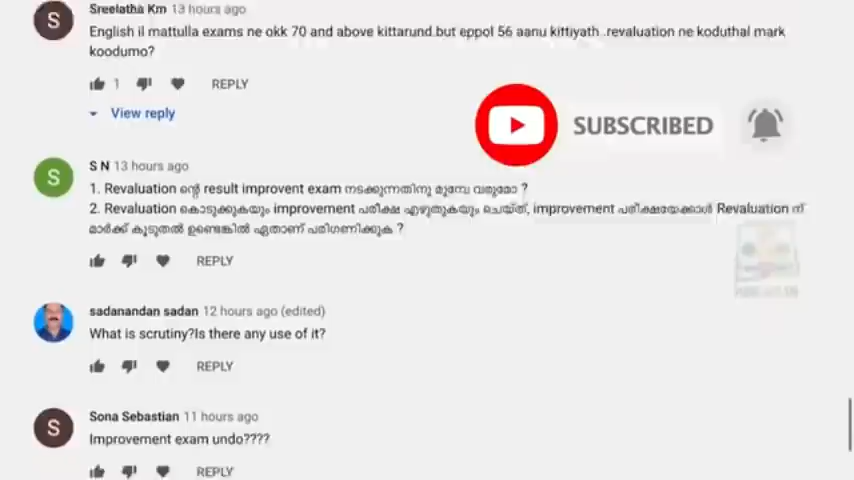 S
Sreelatha Km 13 hours ago
English il mattulla exams ne okk 70 and above kittarund.but eppol 56 aanu kittiyath .revaluation ne koduthal mark
koodumo?
1
REPLY
View reply
SUBSCRIBED
S
S N 13 hours ago
1. Revaluation ന്റെ result improvent exam നടക്കുന്നതിനു മുമ്പേ വരുമോ ?
2. Revaluation കൊടുക്കുകയും improvement പരീക്ഷ എഴുതുകയും ചെയ്ത്, improvement പരീക്ഷയേക്കാൾ Revaluation ന്
മാർക്ക് കൂടുതൽ ഉണ്ടെങ്കിൽ ഏതാണ് പരിഗണിക്കുക ?
REPLY
sadanandan sadan 12 hours ago (edited)
What is scrutiny?Is there any use of it?
REPLY
S
Sona Sebastian 11 hours ago
Improvement exam undo????
REPLY